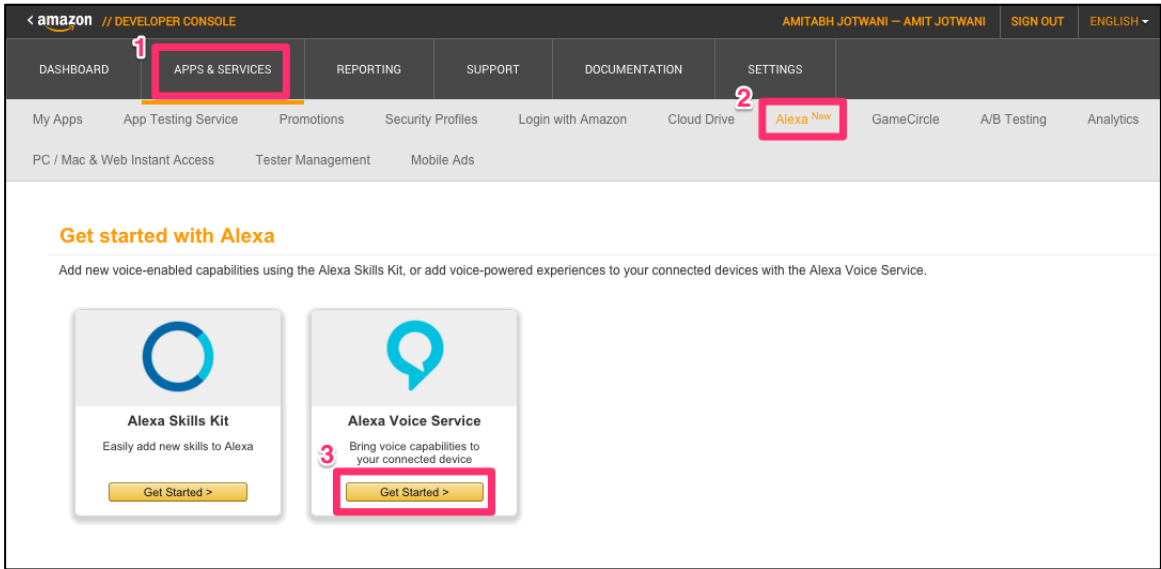 < amazon // DEVELOPER CONSOLE AMITABH JOTWANI — AMIT JOTWANI SIGN OUT ENGLISH
1
DASHBOARD APPS & SERVICES REPORTING SUPPORT DOCUMENTATION SETTINGS
2
My Apps App Testing Service Promotions Security Profiles Login with Amazon Cloud Drive Alexa New GameCircle A/B Testing Analytics
PC / Mac & Web Instant Access Tester Management Mobile Ads
Get started with Alexa
Add new voice-enabled capabilities using the Alexa Skills Kit, or add voice-powered experiences to your connected devices with the Alexa Voice Service.
Alexa Skills Kit
Easily add new skills to Alexa
Get Started >
Alexa Voice Service
Bring voice capabilities to
your connected device
3
Get Started >